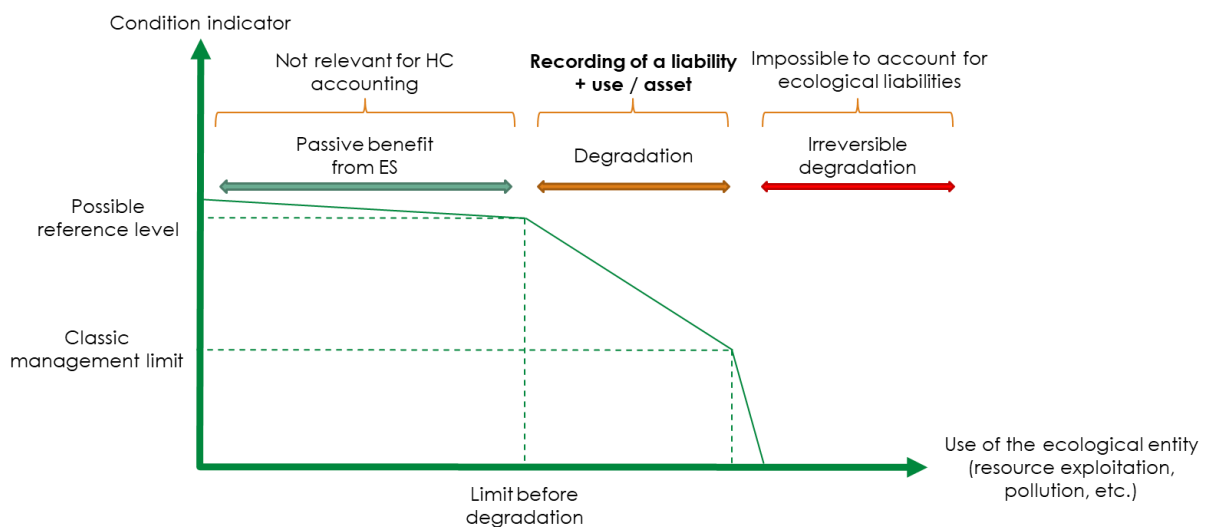 Condition indicator
Not relevant for HC
accounting
Recording of a liability
+ use / asset
Impossible to account for
ecological liabilities
Passive benefit
from ES
Degradation
Irreversible
degradation
Possible
reference level
Classic
management limit
Limit before
degradation
Use of the ecological entity
(resource exploitation,
pollution, etc.)